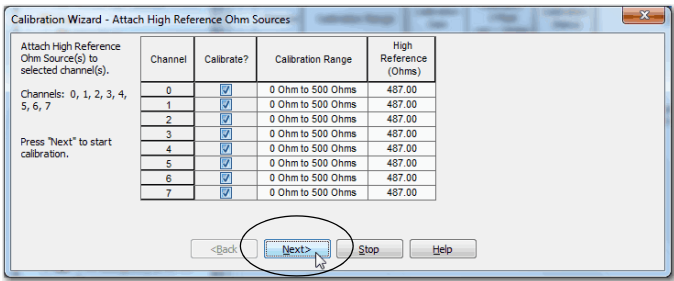 Calibration Wizard - Attach High Reference Ohm Sources
Attach High Reference
Ohm Source(s) to
selected channel(s).
Channels: 0, 1, 2, 3, 4,
5, 6, 7
Press "Next" to start
calibration.
Channel Calibrate? Calibration Range High Reference (Ohms)
0 0 Ohm to 500 Ohms 487.00
1 0 Ohm to 500 Ohms 487.00
2 0 Ohm to 500 Ohms 487.00
3 0 Ohm to 500 Ohms 487.00
4 0 Ohm to 500 Ohms 487.00
5 0 Ohm to 500 Ohms 487.00
6 0 Ohm to 500 Ohms 487.00
7 0 Ohm to 500 Ohms 487.00
<Back Next> Stop Help